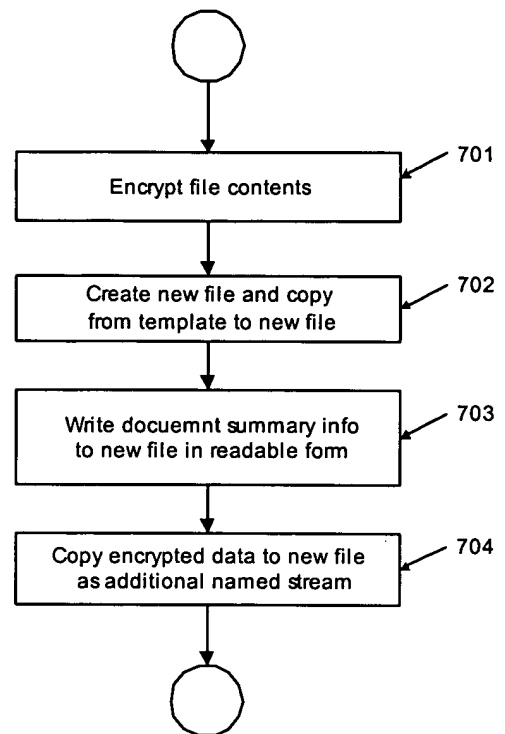 701
Encrypt file contents
702
Create new file and copy
from template to new file
703
Write docuemnt summary info
to new file in readable form
704
Copy encrypted data to new file
as additional named stream